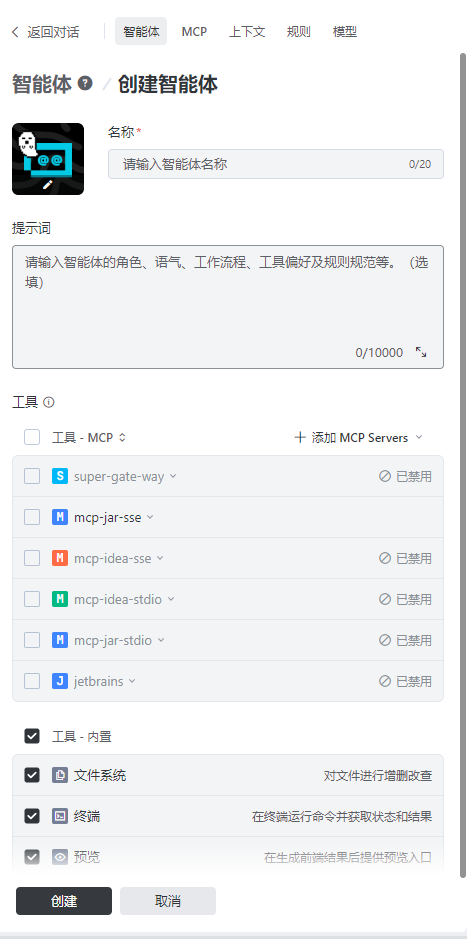 返回对话 智能体 MCP 上下文 规则 模型
智能体 ? / 创建智能体
名称*
请输入智能体名称 0/20
提示词
请输入智能体的角色、语气、工作流程、工具偏好及规则规范等。（选
填）
0/10000
工具
工具 - MCP + 添加 MCP Servers
S super-gate-way 已禁用
M mcp-jar-sse
M mcp-idea-sse 已禁用
M mcp-idea-stdio 已禁用
M mcp-jar-stdio 已禁用
J jetbrains 已禁用
工具 - 内置
文件系统 对文件进行增删改查
终端 在终端运行命令并获取状态和结果
预览 在生成前端结果后提供预览入口
创建 取消